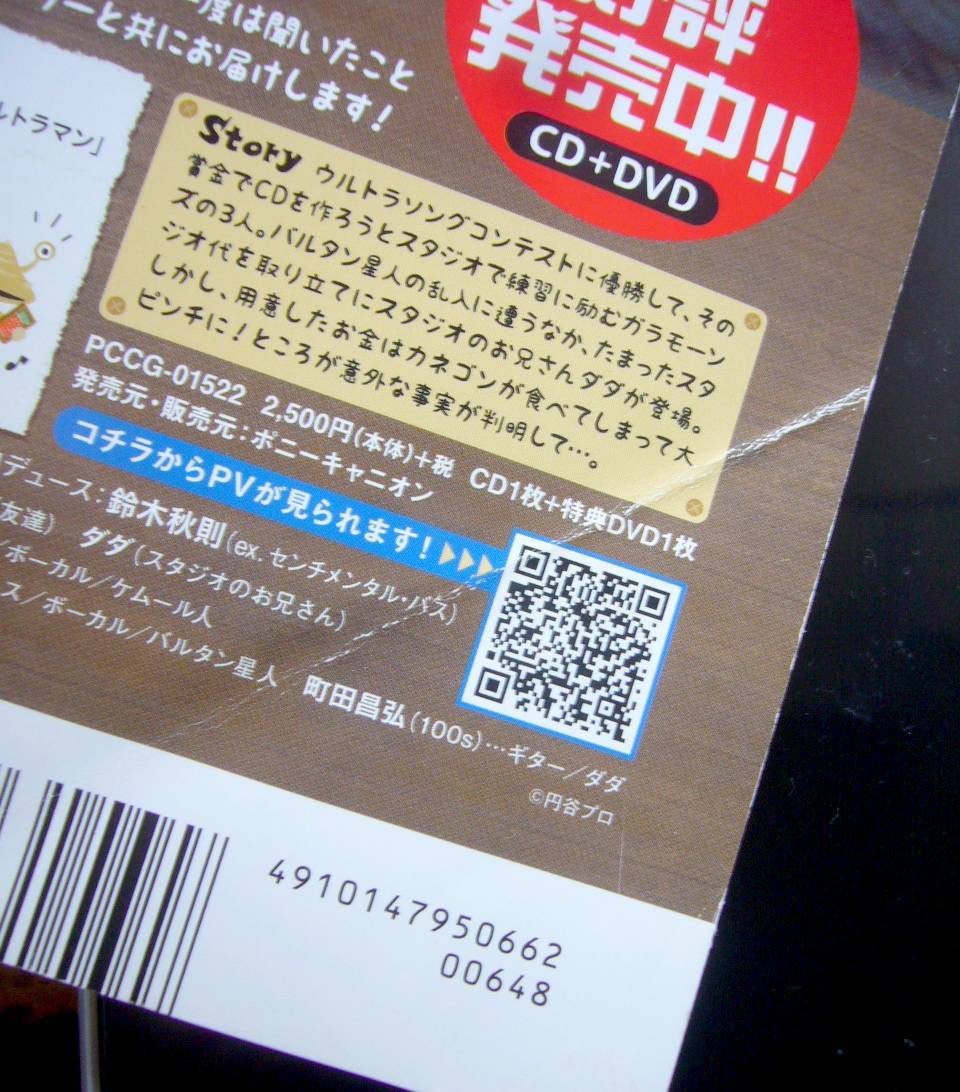 度は聞いたこと
ーと共にお届けします!
好評
発売中!!
CD+DVD
ルトラマン」
Story ウルトラソングコンテストに優勝して、その
賞金でCDを作ろうとスタジオで練習に励むガラモーン
ズの3人。バルタン星人の乱入に遭うなか、たまったスタ
ジオ代を取り立てにスタジオのお兄さんダダが登場。
しかし、用意したお金はカネゴンが食べてしまって大
ピンチに!ところが意外な事実が判明して…。
PCCG-01522 2,500円(本体)+税 CD1枚+特典DVD1枚
発売元・販売元:ポニーキャニオン
コチラからPVが見られます!
デュース:鈴木秋則(ex.センチメンタル・バス)
友達) ダダ(スタジオのお兄さん)
/ボーカル/ケムール人
ス/ボーカル/バルタン星人 町田昌弘(100s)…ギター/ダダ
©円谷プロ
4910147950662
00648